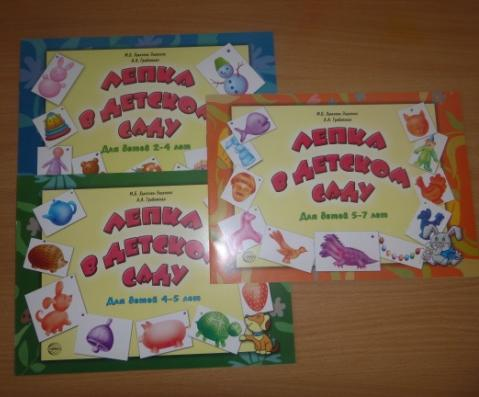 ЛЕПКА
В ДЕТСКОМ
САДУ
Для детей 2-4 лет
ЛЕПКА
В ДЕТСКОМ
САДУ
Для детей 5-7 лет
ЛЕПКА
В ДЕТСКОМ
САДУ
Для детей 4-5 лет